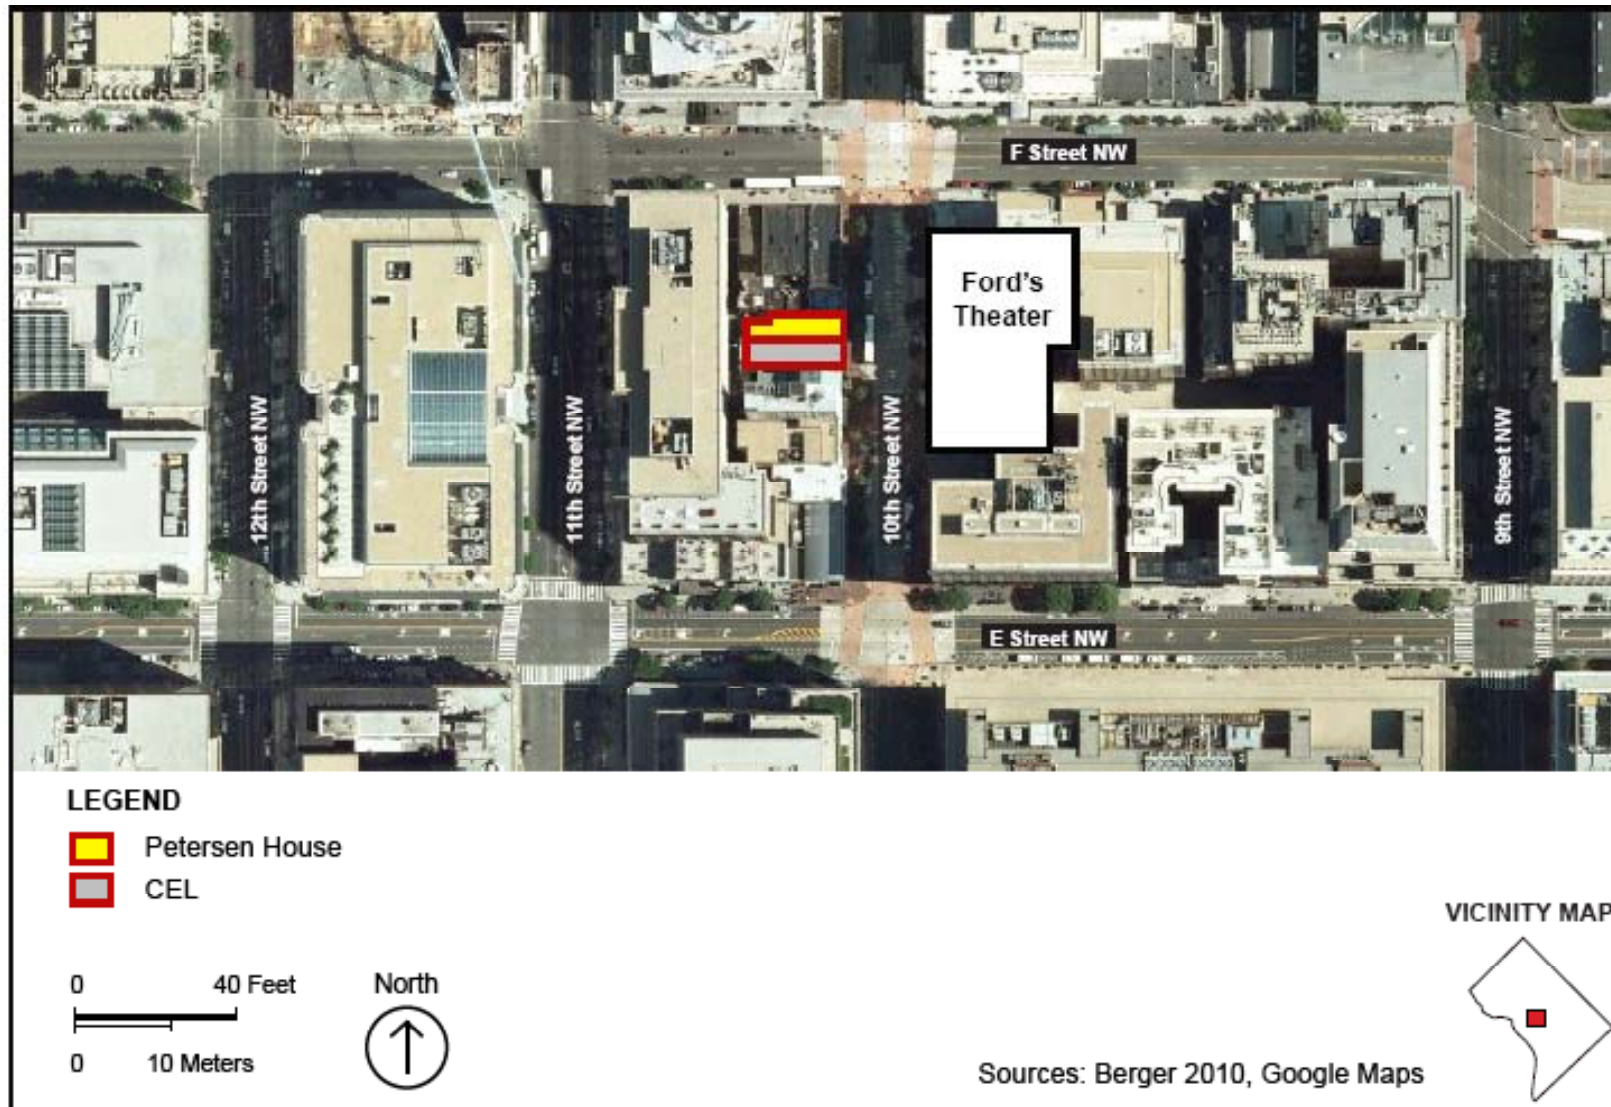 F Street NW
Ford's
Theater
12th Street NW
11th Street NW
10th Street NW
9th Street NW
E Street NW
LEGEND
Petersen House
CEL
0 40 Feet
0 10 Meters
North
VICINITY MAP
Sources: Berger 2010, Google Maps